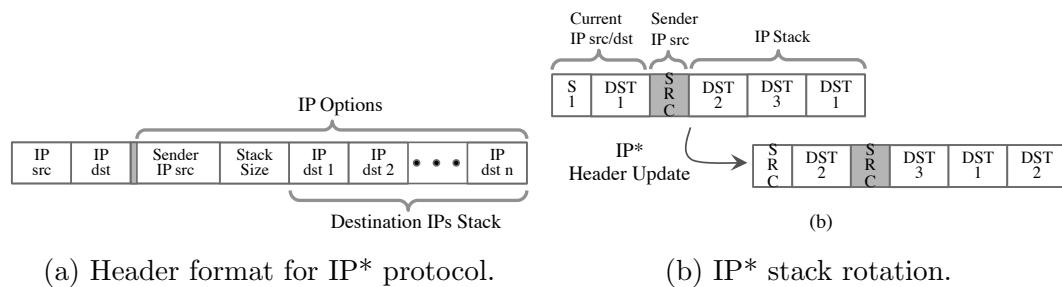 IP Options
IP src
IP dst
Sender IP src
Stack Size
IP dst 1
IP dst 2
IP dst n
Destination IPs Stack
(a) Header format for IP* protocol.
Current IP src/dst
Sender IP src
IP Stack
S 1
DST 1
SRC
DST 2
DST 3
DST 1
IP* Header Update
SRC
DST 2
SRC
DST 3
DST 1
DST 2
(b)
(b) IP* stack rotation.